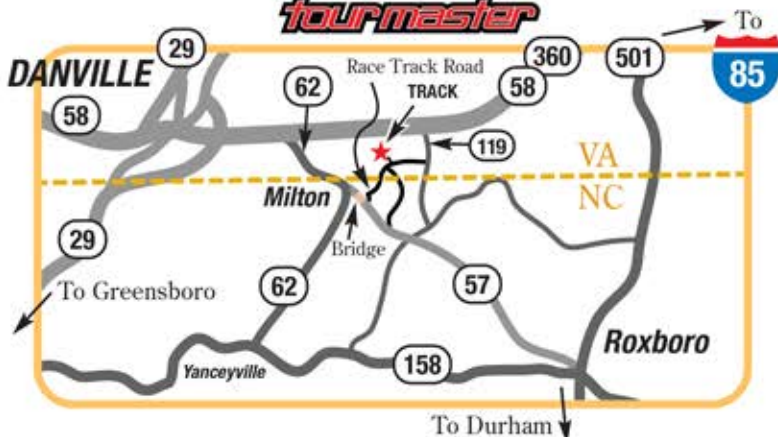 tourmaster
To
85
29
360
501
DANVILLE
Race Track Road
62
58
TRACK
58
119
VA
Milton
NC
Bridge
29
62
57
To Greensboro
Roxboro
158
Yanceyville
To Durham